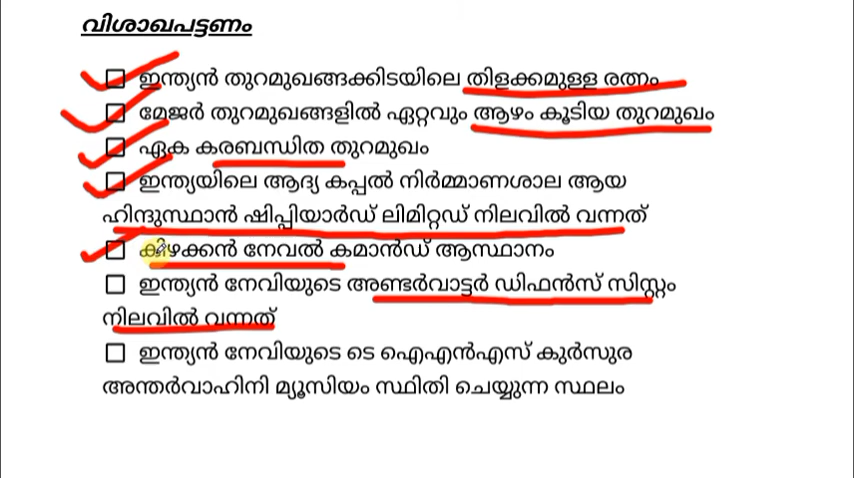 വിശാഖപട്ടണം
ഇന്ത്യൻ തുറമുഖങ്ങക്കിടയിലെ തിളക്കമുള്ള രത്നം
മേജർ തുറമുഖങ്ങളിൽ ഏറ്റവും ആഴം കൂടിയ തുറമുഖം
ഏക കരബന്ധിത തുറമുഖം
ഇന്ത്യയിലെ ആദ്യ കപ്പൽ നിർമ്മാണശാല ആയ
ഹിന്ദുസ്ഥാൻ ഷിപ്പിയാർഡ് ലിമിറ്റഡ് നിലവിൽ വന്നത്
കിഴക്കൻ നേവൽ കമാൻഡ് ആസ്ഥാനം
ഇന്ത്യൻ നേവിയുടെ അണ്ടർവാട്ടർ ഡിഫൻസ് സിസ്റ്റം
നിലവിൽ വന്നത്
ഇന്ത്യൻ നേവിയുടെ ടെ ഐഎൻഎസ് കുർസുര
അന്തർവാഹിനി മ്യൂസിയം സ്ഥിതി ചെയ്യുന്ന സ്ഥലം